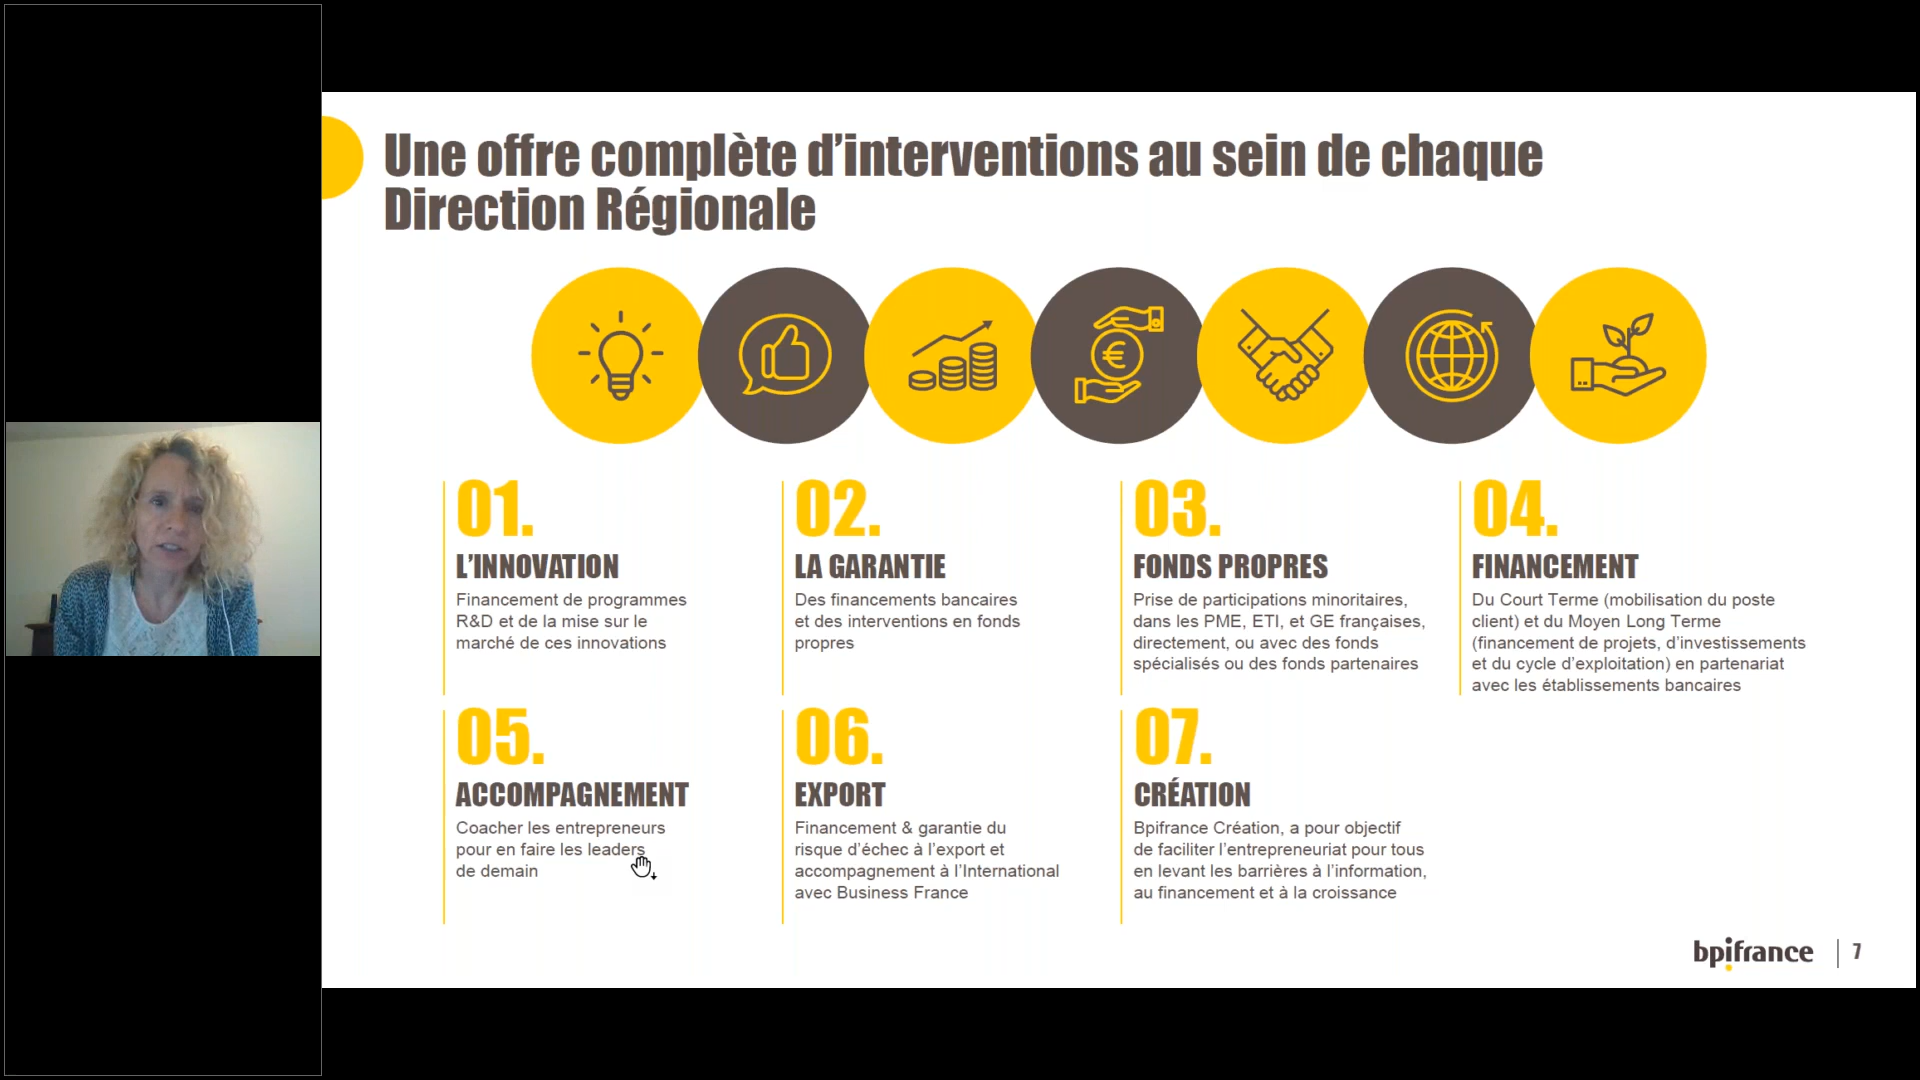 Une offre complète d’interventions au sein de chaque
Direction Régionale
€
01.
L’INNOVATION
Financement de programmes
R&D et de la mise sur le
marché de ces innovations
02.
LA GARANTIE
Des financements bancaires
et des interventions en fonds
propres
03.
FONDS PROPRES
Prise de participations minoritaires,
dans les PME, ETI, et GE françaises,
directement, ou avec des fonds
spécialisés ou des fonds partenaires
04.
FINANCEMENT
Du Court Terme (mobilisation du poste
client) et du Moyen Long Terme
(financement de projets, d’investissements
et du cycle d’exploitation) en partenariat
avec les établissements bancaires
05.
ACCOMPAGNEMENT
Coacher les entrepreneurs
pour en faire les leaders
de demain
06.
EXPORT
Financement & garantie du
risque d’échec à l’export et
accompagnement à l’International
avec Business France
07.
CRÉATION
Bpifrance Création, a pour objectif
de faciliter l’entrepreneuriat pour tous
en levant les barrières à l’information,
au financement et à la croissance
bpifrance
7